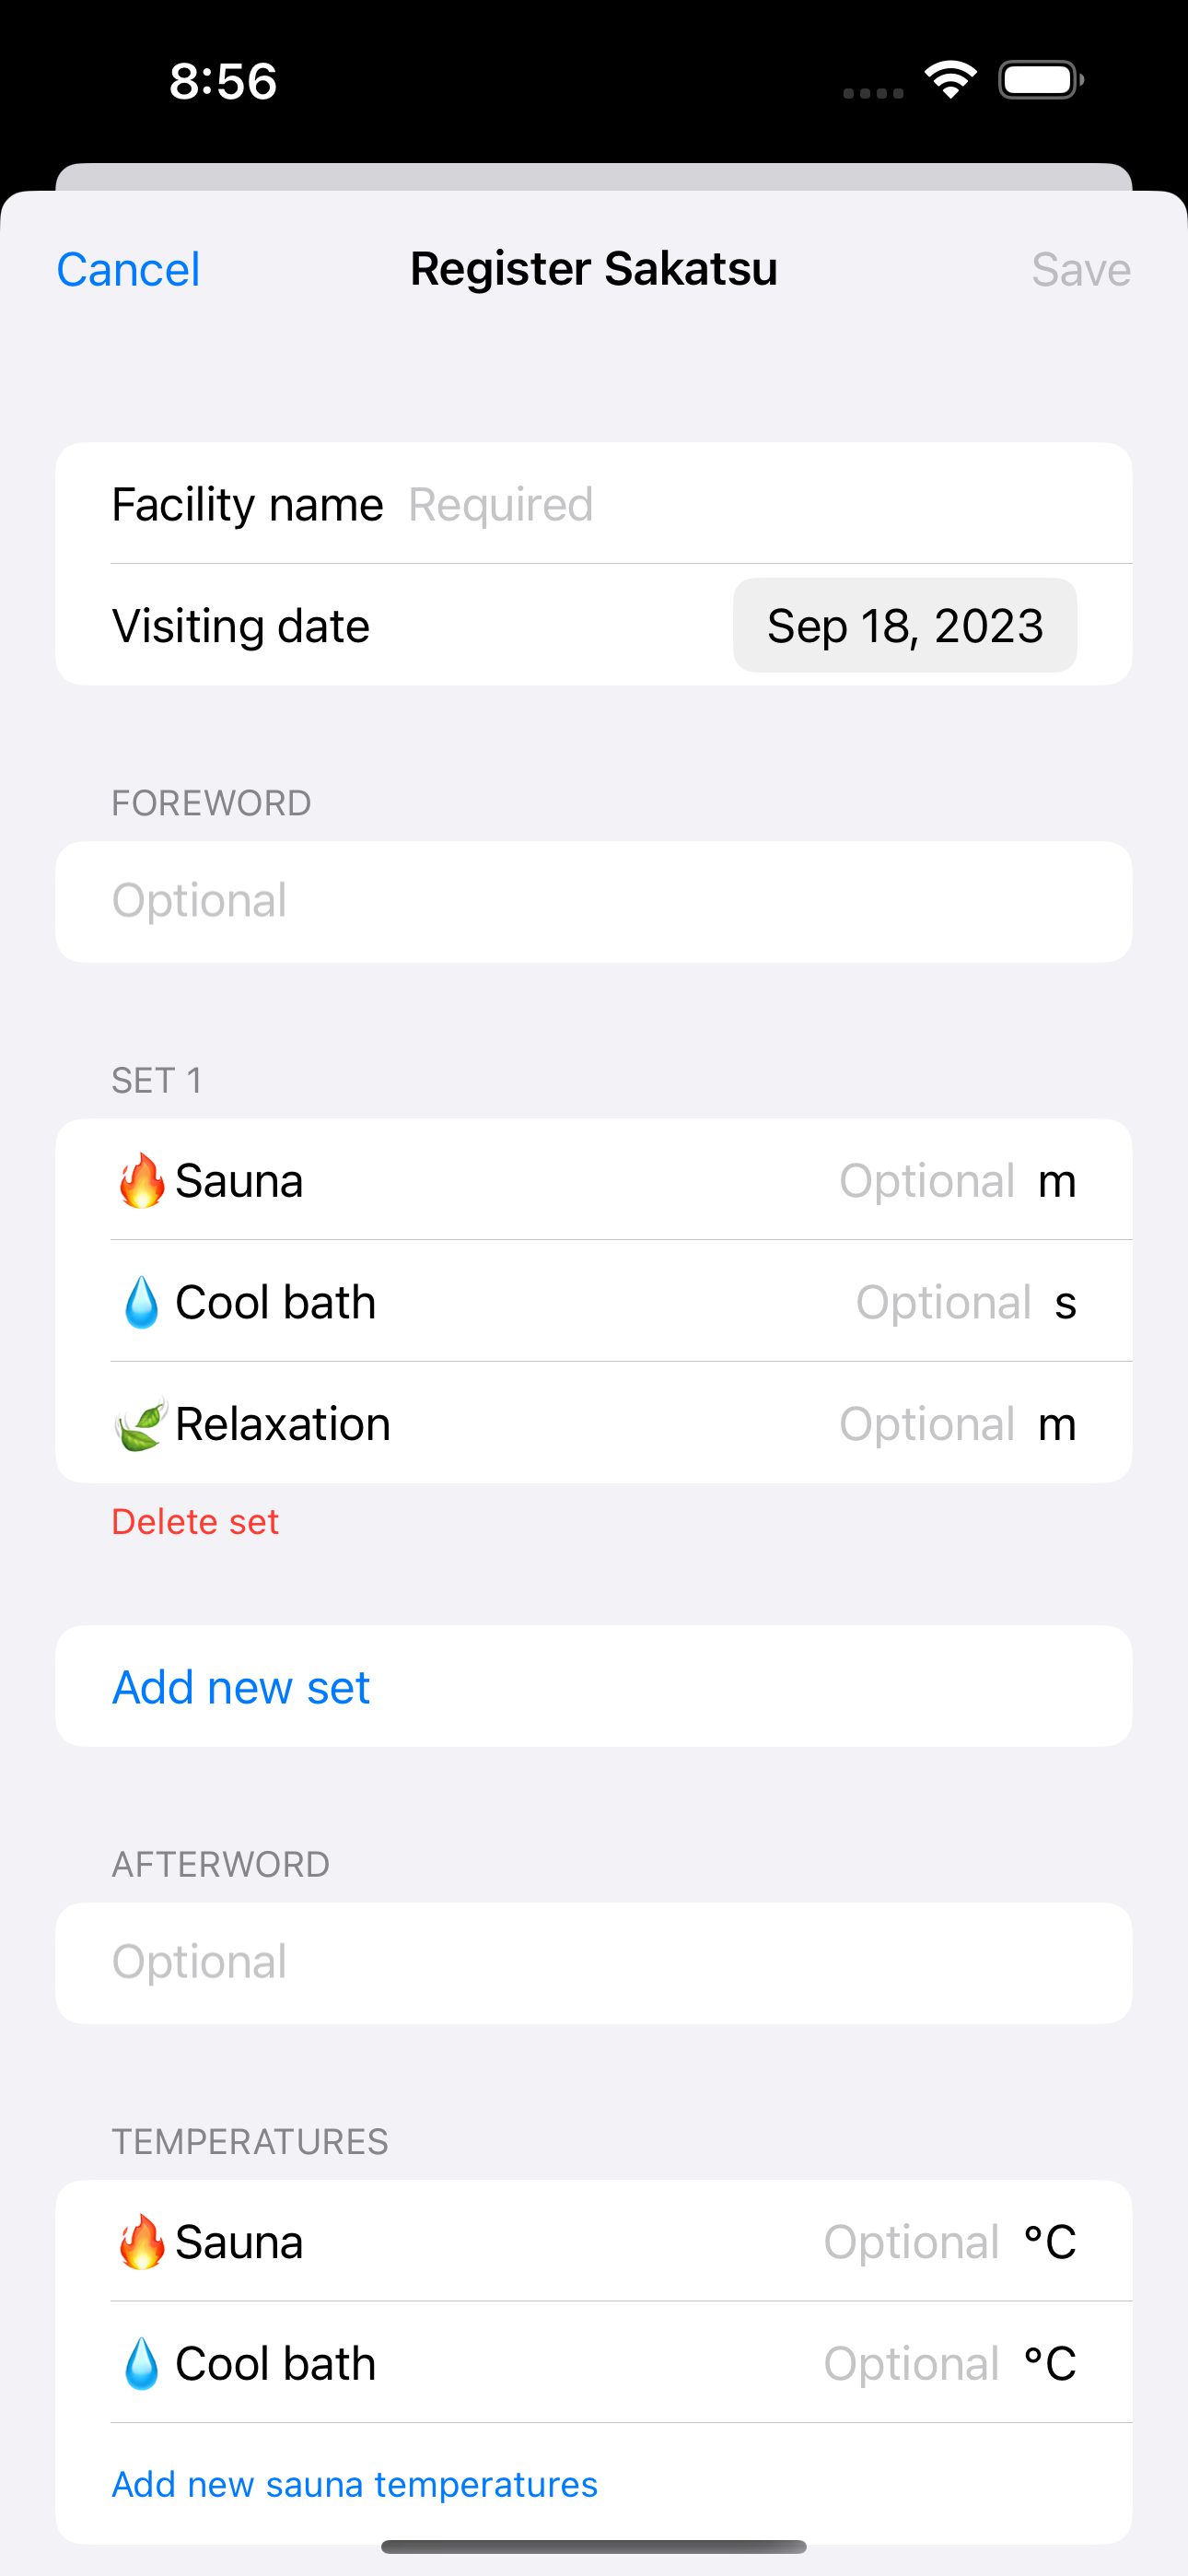 8:56
Cancel Register Sakatsu Save
Facility name Required
Visiting date Sep 18, 2023
FOREWORD
Optional
SET 1
🔥Sauna Optional m
💧Cool bath Optional s
🍃Relaxation Optional m
Delete set
Add new set
AFTERWORD
Optional
TEMPERATURES
🔥Sauna Optional °C
💧Cool bath Optional °C
Add new sauna temperatures